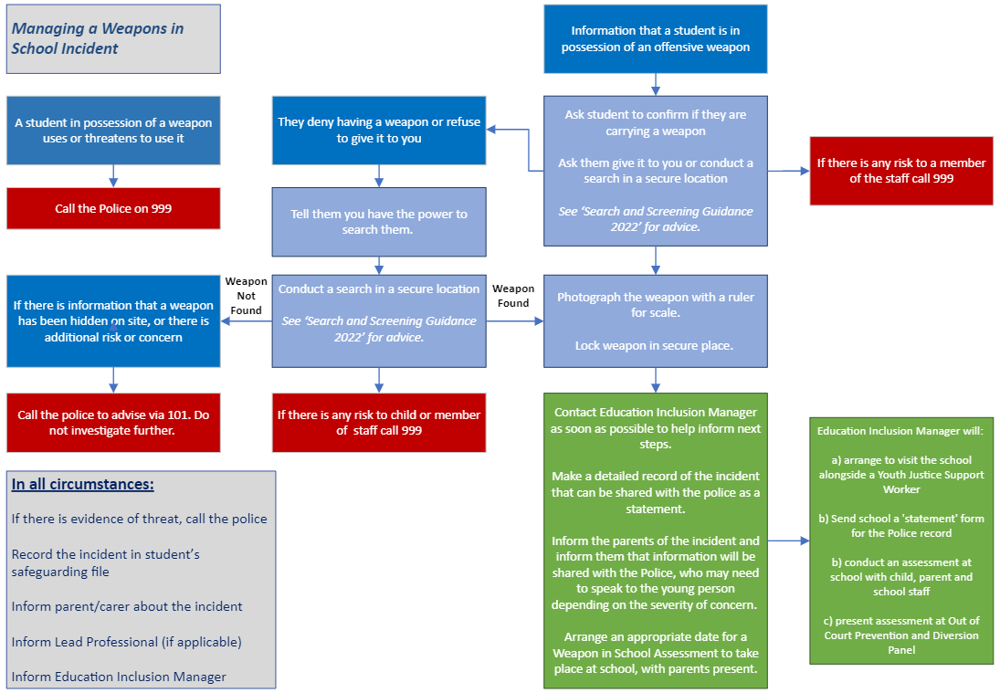 Managing a Weapons in
School Incident
Information that a student is in
possession of an offensive weapon
A student in possession of a weapon
uses or threatens to use it
They deny having a weapon or refuse
to give it to you
Ask student to confirm if they are
carrying a weapon
Ask them give it to you or conduct a
search in a secure location
See ‘Search and Screening Guidance
2022’ for advice.
If there is any risk to a member
of the staff call 999
Call the Police on 999
Tell them you have the power to
search them.
If there is information that a weapon
has been hidden on site, or there is
additional risk or concern
Weapon
Not
Found
Conduct a search in a secure location
See ‘Search and Screening Guidance
2022’ for advice.
Weapon
Found
Photograph the weapon with a ruler
for scale.
Lock weapon in secure place.
Call the police to advise via 101. Do
not investigate further.
If there is any risk to child or member
of staff call 999
Contact Education Inclusion Manager
as soon as possible to help inform next
steps.
Make a detailed record of the incident
that can be shared with the police as a
statement.
Inform the parents of the incident and
inform them that information will be
shared with the Police, who may need
to speak to the young person
depending on the severity of concern.
Arrange an appropriate date for a
Weapon in School Assessment to take
place at school, with parents present.
Education Inclusion Manager will:
a) arrange to visit the school
alongside a Youth Justice Support
Worker
b) Send school a 'statement' form
for the Police record
b) conduct an assessment at
school with child, parent and
school staff
c) present assessment at Out of
Court Prevention and Diversion
Panel
In all circumstances:
If there is evidence of threat, call the police
Record the incident in student’s
safeguarding file
Inform parent/carer about the incident
Inform Lead Professional (if applicable)
Inform Education Inclusion Manager